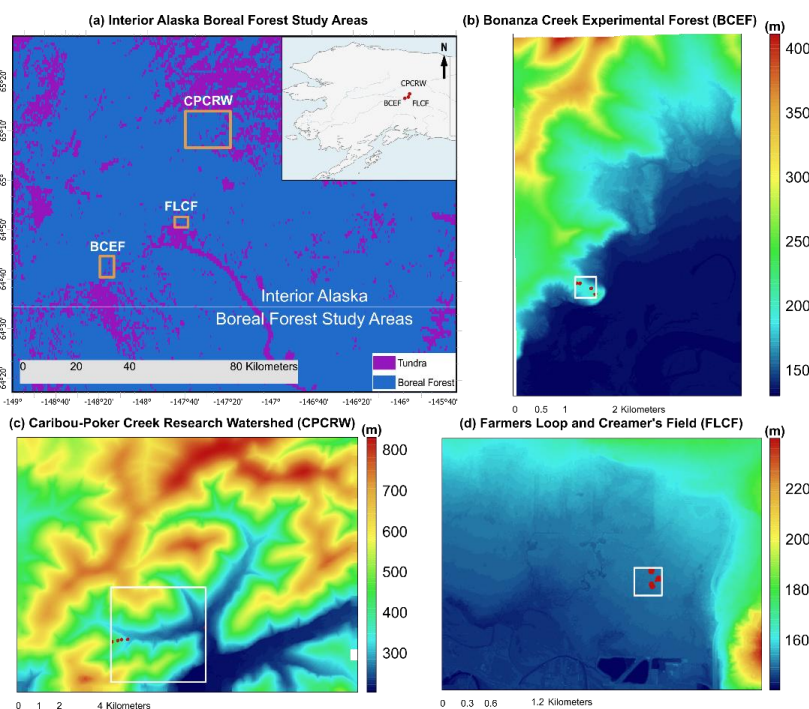 (a) Interior Alaska Boreal Forest Study Areas
65°20'
65°10'
65°
64°50'
64°40'
64°30'
64°20'
CPCRW
FLCF
BCEF
N
CPCRW
BCEF
FLCF
Interior Alaska
Boreal Forest Study Areas
0 20 40 80 Kilometers
Tundra
Boreal Forest
-149° -148°40' -148°20' -148° -147°40' -147°20' -147° -146°40' -146°20' -146° -145°40'
(b) Bonanza Creek Experimental Forest (BCEF)
(m)
400
350
300
250
200
150
0 0.5 1 2 Kilometers
(c) Caribou-Poker Creek Research Watershed (CPCRW)
(m)
800
700
600
500
400
300
0 1 2 4 Kilometers
(d) Farmers Loop and Creamer's Field (FLCF)
(m)
220
200
180
160
140
0 0.3 0.6 1.2 Kilometers